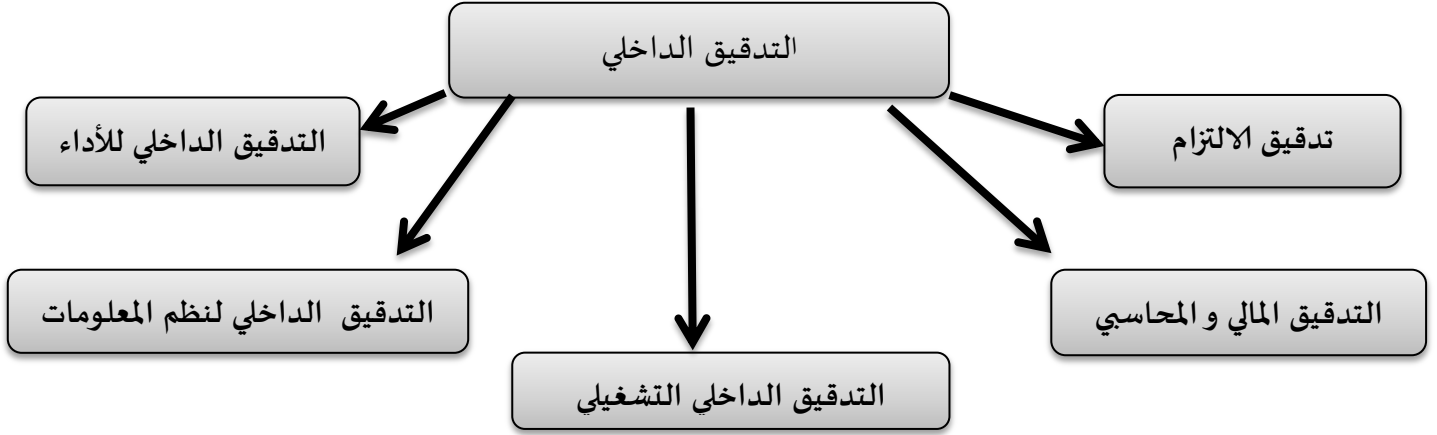 التدقيق الداخلي
تدقيق الالتزام
التدقيق الداخلي للأداء
التدقيق المالي و المحاسبي
التدقيق الداخلي لنظم المعلومات
التدقيق الداخلي التشغيلي